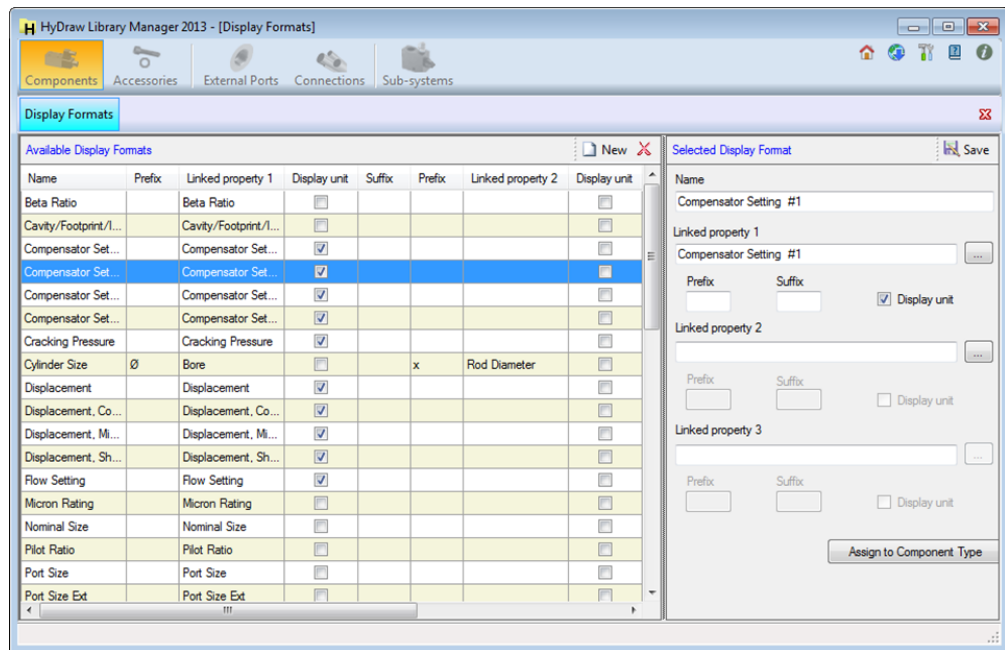 HyDraw Library Manager 2013 - [Display Formats]
Components Accessories External Ports Connections Sub-systems
Display Formats
Available Display Formats New
Name Prefix Linked property 1 Display unit Suffix Prefix Linked property 2 Display unit
Beta Ratio Beta Ratio
Cavity/Footprint/I... Cavity/Footprint/I...
Compensator Set... Compensator Set...
Compensator Set... Compensator Set...
Compensator Set... Compensator Set...
Compensator Set... Compensator Set...
Cracking Pressure Cracking Pressure
Cylinder Size Ø Bore x Rod Diameter
Displacement Displacement
Displacement, Co... Displacement, Co...
Displacement, Mi... Displacement, Mi...
Displacement, Sh... Displacement, Sh...
Flow Setting Flow Setting
Micron Rating Micron Rating
Nominal Size Nominal Size
Pilot Ratio Pilot Ratio
Port Size Port Size
Port Size Ext Port Size Ext
Selected Display Format Save
Name
Compensator Setting #1
Linked property 1
Compensator Setting #1 ...
Prefix Suffix
Display unit
Linked property 2
...
Prefix Suffix
Display unit
Linked property 3
...
Prefix Suffix
Display unit
Assign to Component Type